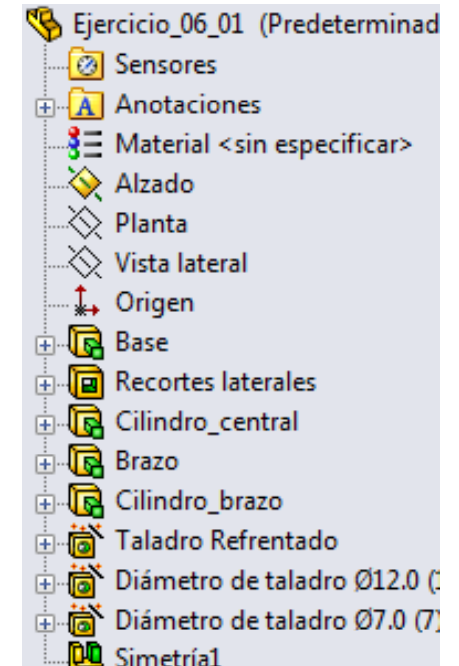 Ejercicio_06_01 (Predeterminad
Sensores
A Anotaciones
Material <sin especificar>
Alzado
Planta
Vista lateral
Origen
Base
Recortes laterales
Cilindro_central
Brazo
Cilindro_brazo
Taladro Refrentado
Diámetro de taladro Ø12.0 (1
Diámetro de taladro Ø7.0 (7)
Simetría1